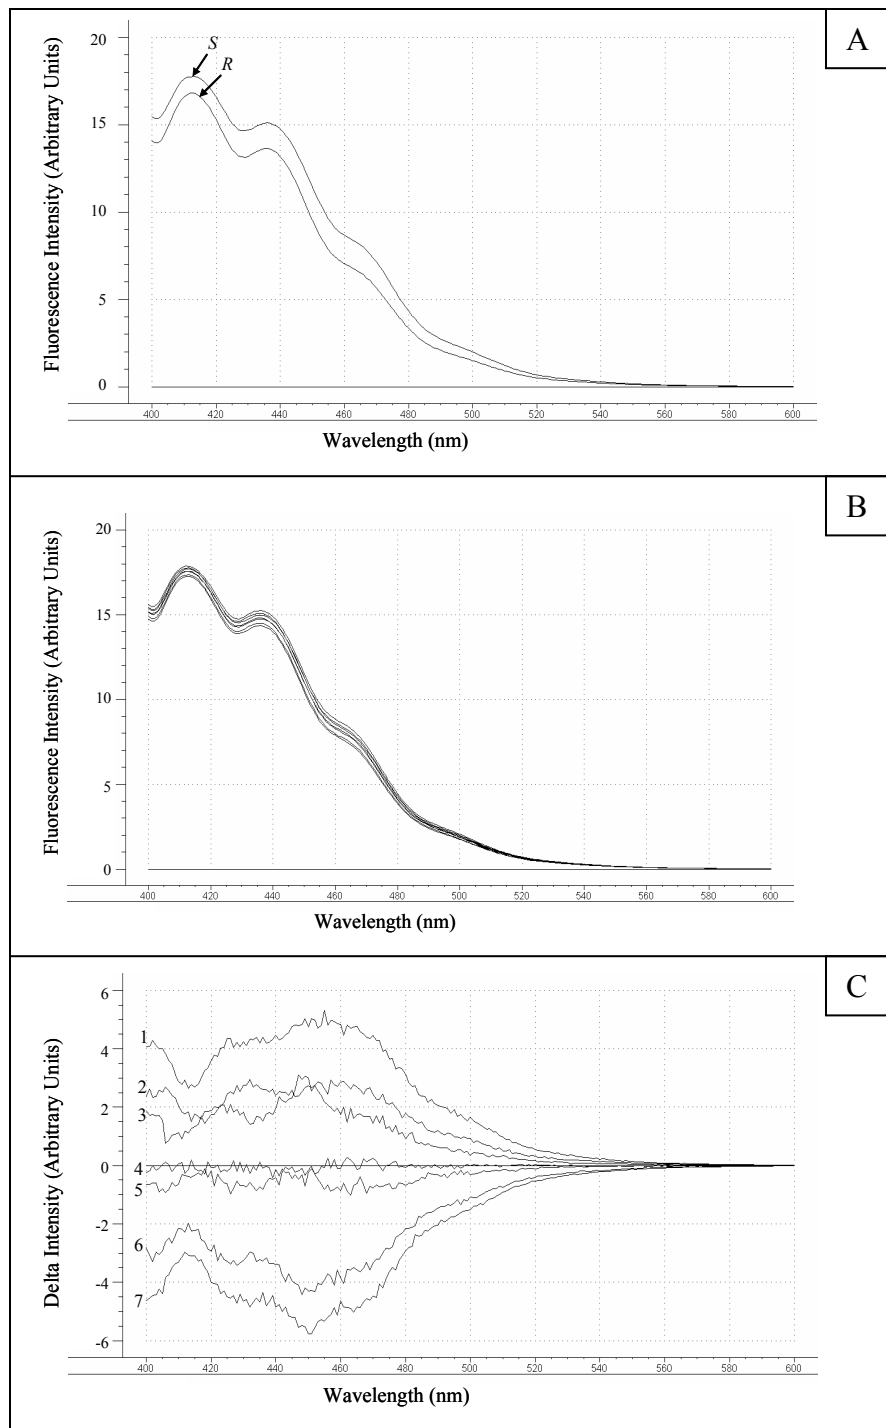 A
Fluorescence Intensity (Arbitrary Units)
20
15
10
5
0
S
R
400 420 440 460 480 500 520 540 560 580 600
Wavelength (nm)
B
Fluorescence Intensity (Arbitrary Units)
20
15
10
5
0
400 420 440 460 480 500 520 540 560 580 600
Wavelength (nm)
C
Delta Intensity (Arbitrary Units)
6
4
2
0
-2
-4
-6
1
2
3
4
5
6
7
400 420 440 460 480 500 520 540 560 580 600
Wavelength (nm)